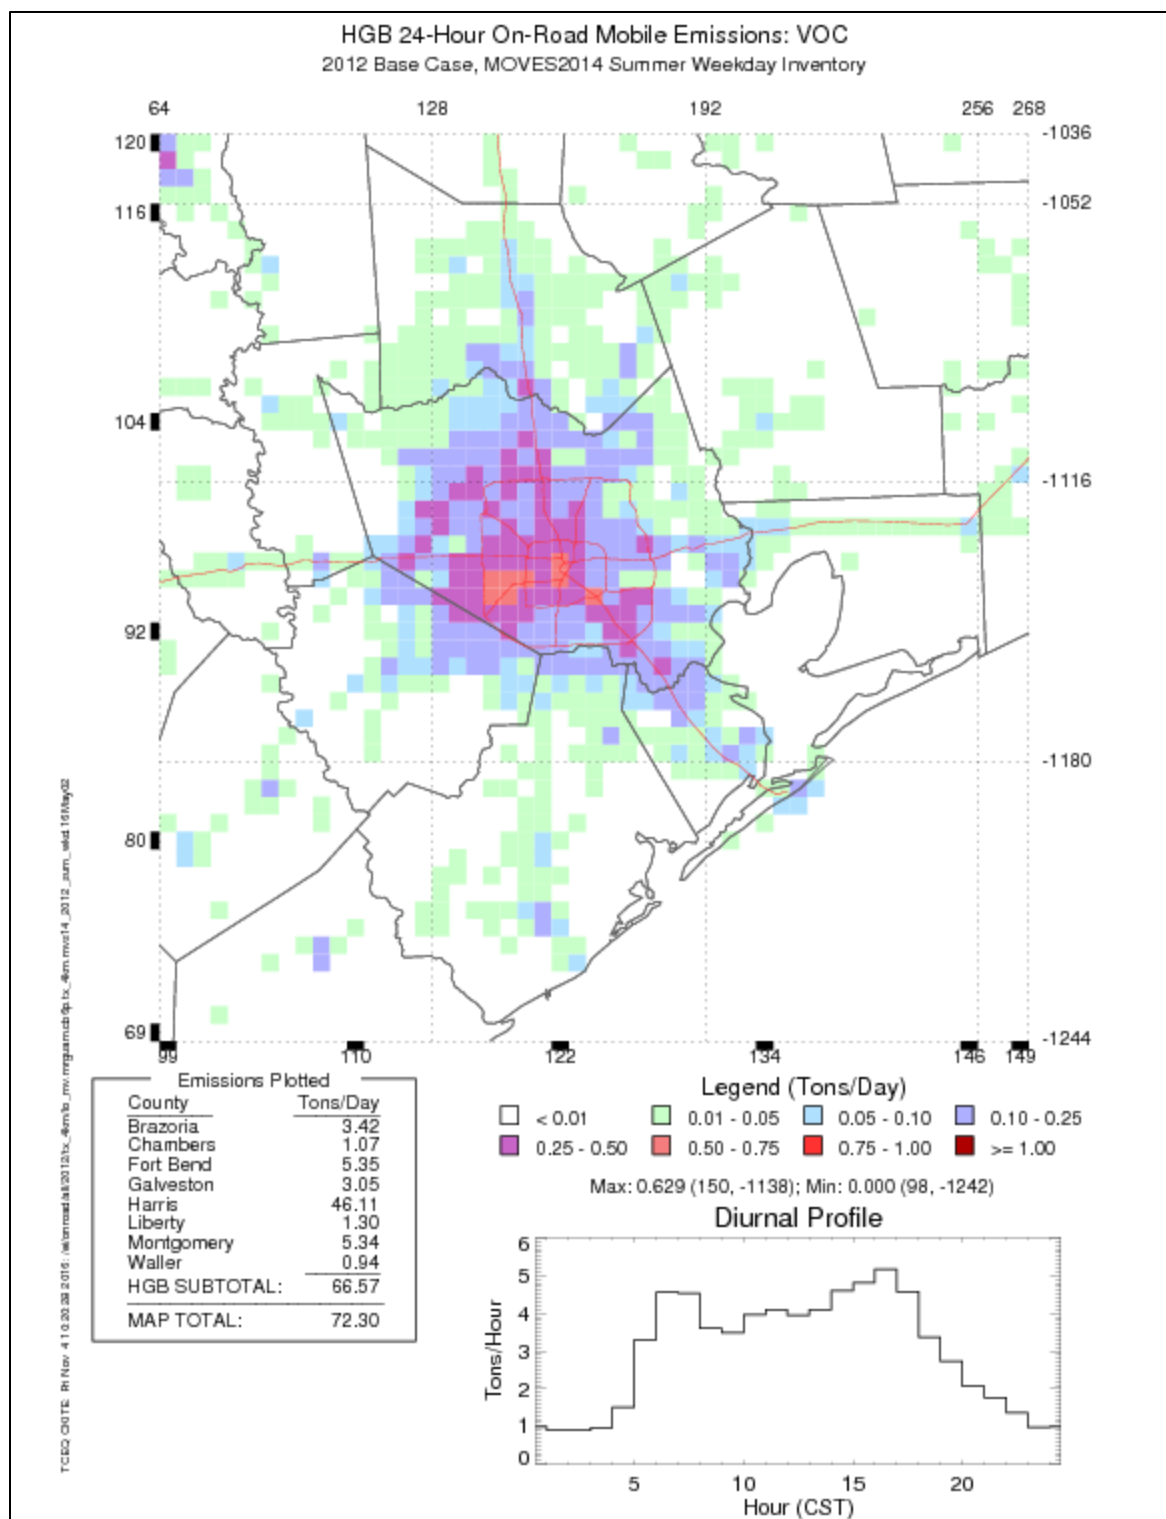 HGB 24-Hour On-Road Mobile Emissions: VOC
2012 Base Case, MOVES2014 Summer Weekday Inventory
64 128 192 256 268
120 -1036
116 -1052
104
-1116
92
-1180
80
69 -1244
99 110 122 134 146 149
Emissions Plotted
County Tons/Day
Brazoria 3.42
Chambers 1.07
Fort Bend 5.35
Galveston 3.05
Harris 46.11
Liberty 1.30
Montgomery 5.34
Waller 0.94
HGB SUBTOTAL: 66.57
MAP TOTAL: 72.30
Legend (Tons/Day)
< 0.01 0.01 - 0.05 0.05 - 0.10 0.10 - 0.25
0.25 - 0.50 0.50 - 0.75 0.75 - 1.00 >= 1.00
Max: 0.629 (150, -1138); Min: 0.000 (98, -1242)
Diurnal Profile
Tons/Hour
6
5
4
3
2
1
0
5 10 15 20
Hour (CST)